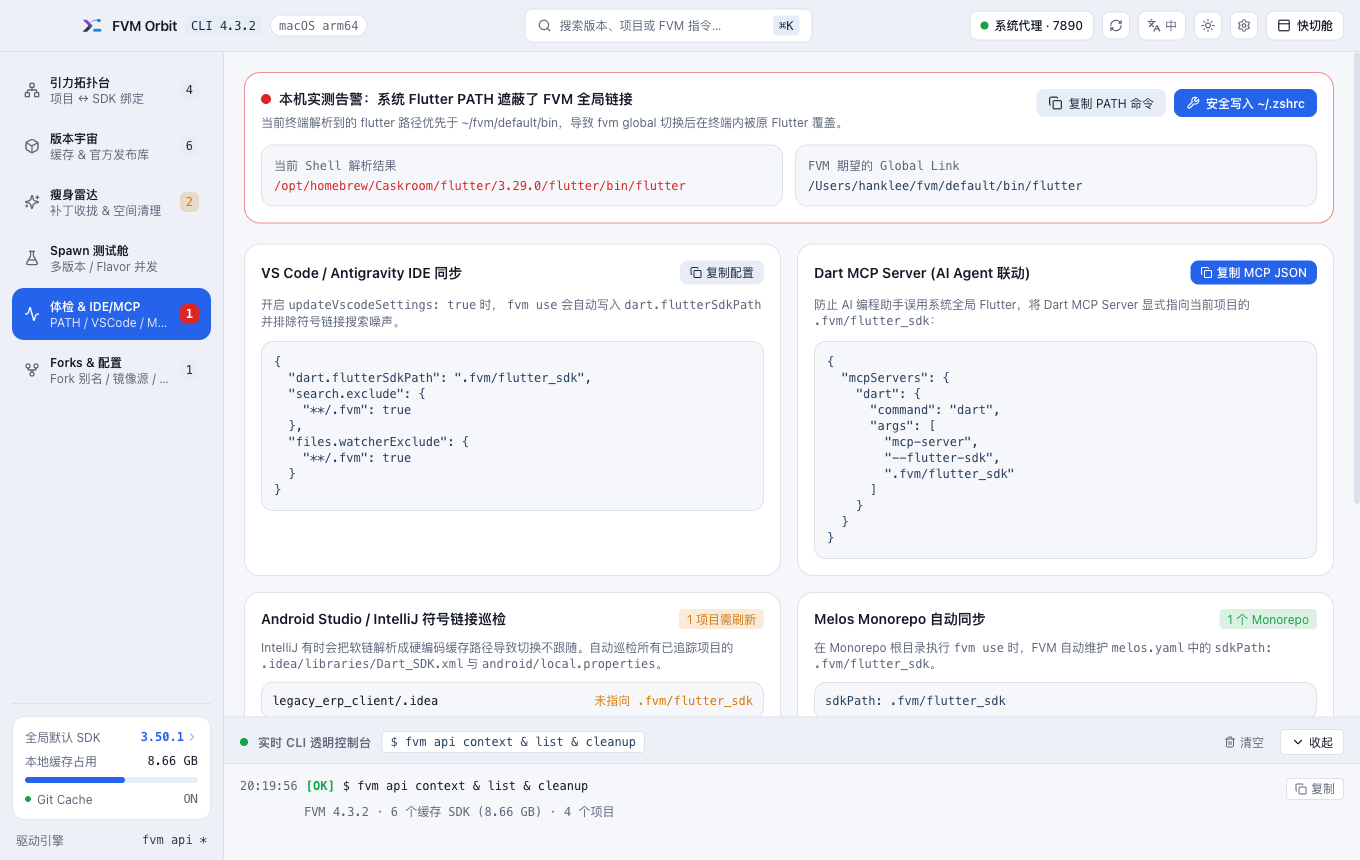 FVM Orbit CLI 4.3.2 macOS arm64
搜索版本、项目或 FVM 指令... ⌘K
系统代理 · 7890
中
快切舱
引力拓扑台
项目 ↔ SDK 绑定
4
版本宇宙
缓存 & 官方发布库
6
瘦身雷达
补丁收拢 & 空间清理
2
Spawn 测试舱
多版本 / Flavor 并发
体检 & IDE/MCP
PATH / VSCode / M...
1
Forks & 配置
Fork 别名 / 镜像源 / ...
1
全局默认 SDK 3.50.1
本地缓存占用 8.66 GB
Git Cache ON
驱动引擎 fvm api *
本机实测告警：系统 Flutter PATH 遮蔽了 FVM 全局链接
当前终端解析到的 flutter 路径优先于 ~/fvm/default/bin，导致 fvm global 切换后在终端内被原 Flutter 覆盖。
复制 PATH 命令
安全写入 ~/.zshrc
当前 Shell 解析结果
/opt/homebrew/Caskroom/flutter/3.29.0/flutter/bin/flutter
FVM 期望的 Global Link
/Users/hanklee/fvm/default/bin/flutter
VS Code / Antigravity IDE 同步
复制配置
开启 updateVscodeSettings: true 时， fvm use 会自动写入 dart.flutterSdkPath
并排除符号链接搜索噪声。
{
  "dart.flutterSdkPath": ".fvm/flutter_sdk",
  "search.exclude": {
    "**/.fvm": true
  },
  "files.watcherExclude": {
    "**/.fvm": true
  }
}
Dart MCP Server (AI Agent 联动)
复制 MCP JSON
防止 AI 编程助手误用系统全局 Flutter，将 Dart MCP Server 显式指向当前项目的
.fvm/flutter_sdk：
{
  "mcpServers": {
    "dart": {
      "command": "dart",
      "args": [
        "mcp-server",
        "--flutter-sdk",
        ".fvm/flutter_sdk"
      ]
    }
  }
}
Android Studio / IntelliJ 符号链接巡检
1 项目需刷新
IntelliJ 有时会把软链解析成硬编码缓存路径导致切换不跟随。自动巡检所有已追踪项目的
.idea/libraries/Dart_SDK.xml 与 android/local.properties。
legacy_erp_client/.idea 未指向 .fvm/flutter_sdk
Melos Monorepo 自动同步
1 个 Monorepo
在 Monorepo 根目录执行 fvm use 时，FVM 自动维护 melos.yaml 中的 sdkPath:
.fvm/flutter_sdk。
sdkPath: .fvm/flutter_sdk
实时 CLI 透明控制台 $ fvm api context & list & cleanup
清空
收起
20:19:56 [OK] $ fvm api context & list & cleanup
复制
FVM 4.3.2 · 6 个缓存 SDK (8.66 GB) · 4 个项目